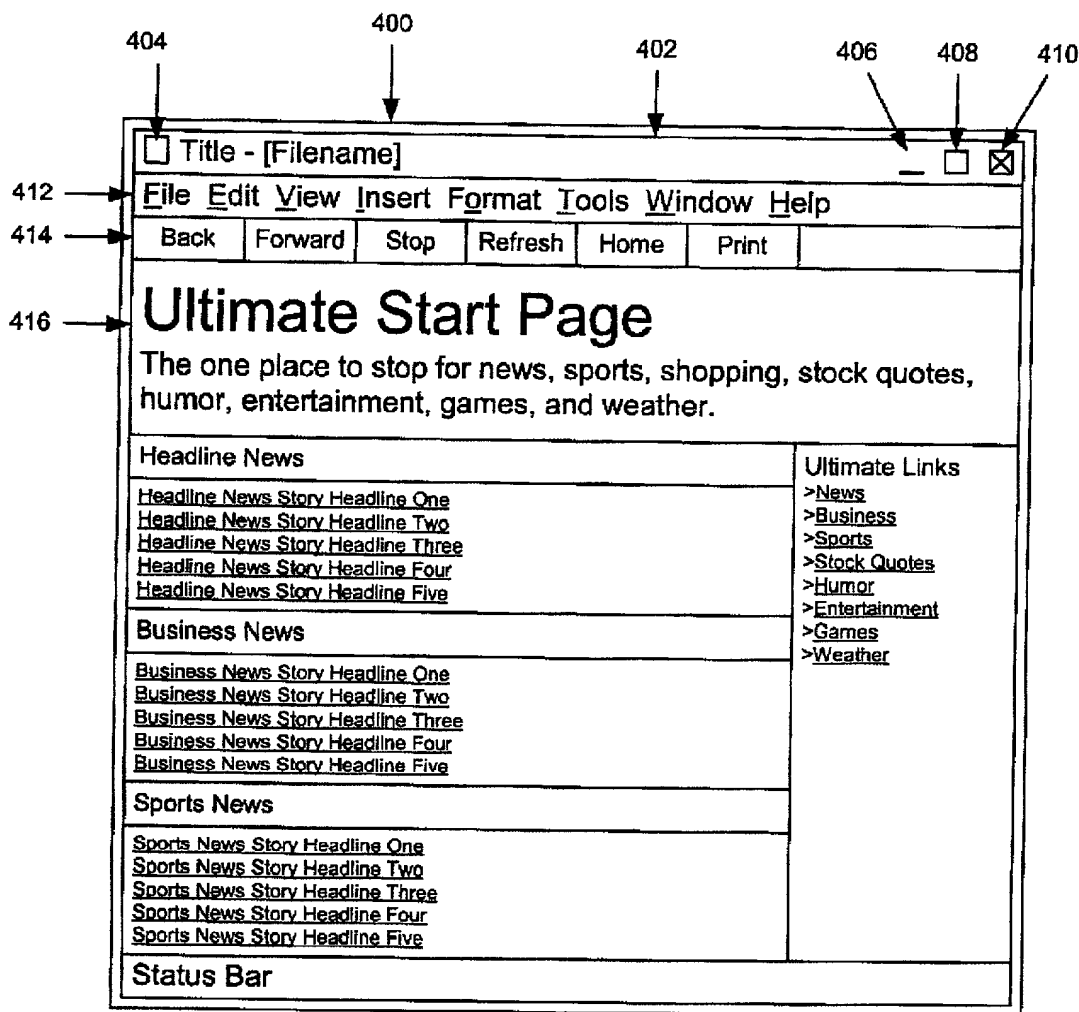 404
400
402
406
408
410
Title - [Filename]
412
File Edit View Insert Format Tools Window Help
414
Back Forward Stop Refresh Home Print
416
Ultimate Start Page
The one place to stop for news, sports, shopping, stock quotes,
humor, entertainment, games, and weather.
Headline News
Headline News Story Headline One
Headline News Story Headline Two
Headline News Story Headline Three
Headline News Story Headline Four
Headline News Story Headline Five
Business News
Business News Story Headline One
Business News Story Headline Two
Business News Story Headline Three
Business News Story Headline Four
Business News Story Headline Five
Sports News
Sports News Story Headline One
Sports News Story Headline Two
Sports News Story Headline Three
Sports News Story Headline Four
Sports News Story Headline Five
Ultimate Links
>News
>Business
>Sports
>Stock Quotes
>Humor
>Entertainment
>Games
>Weather
Status Bar